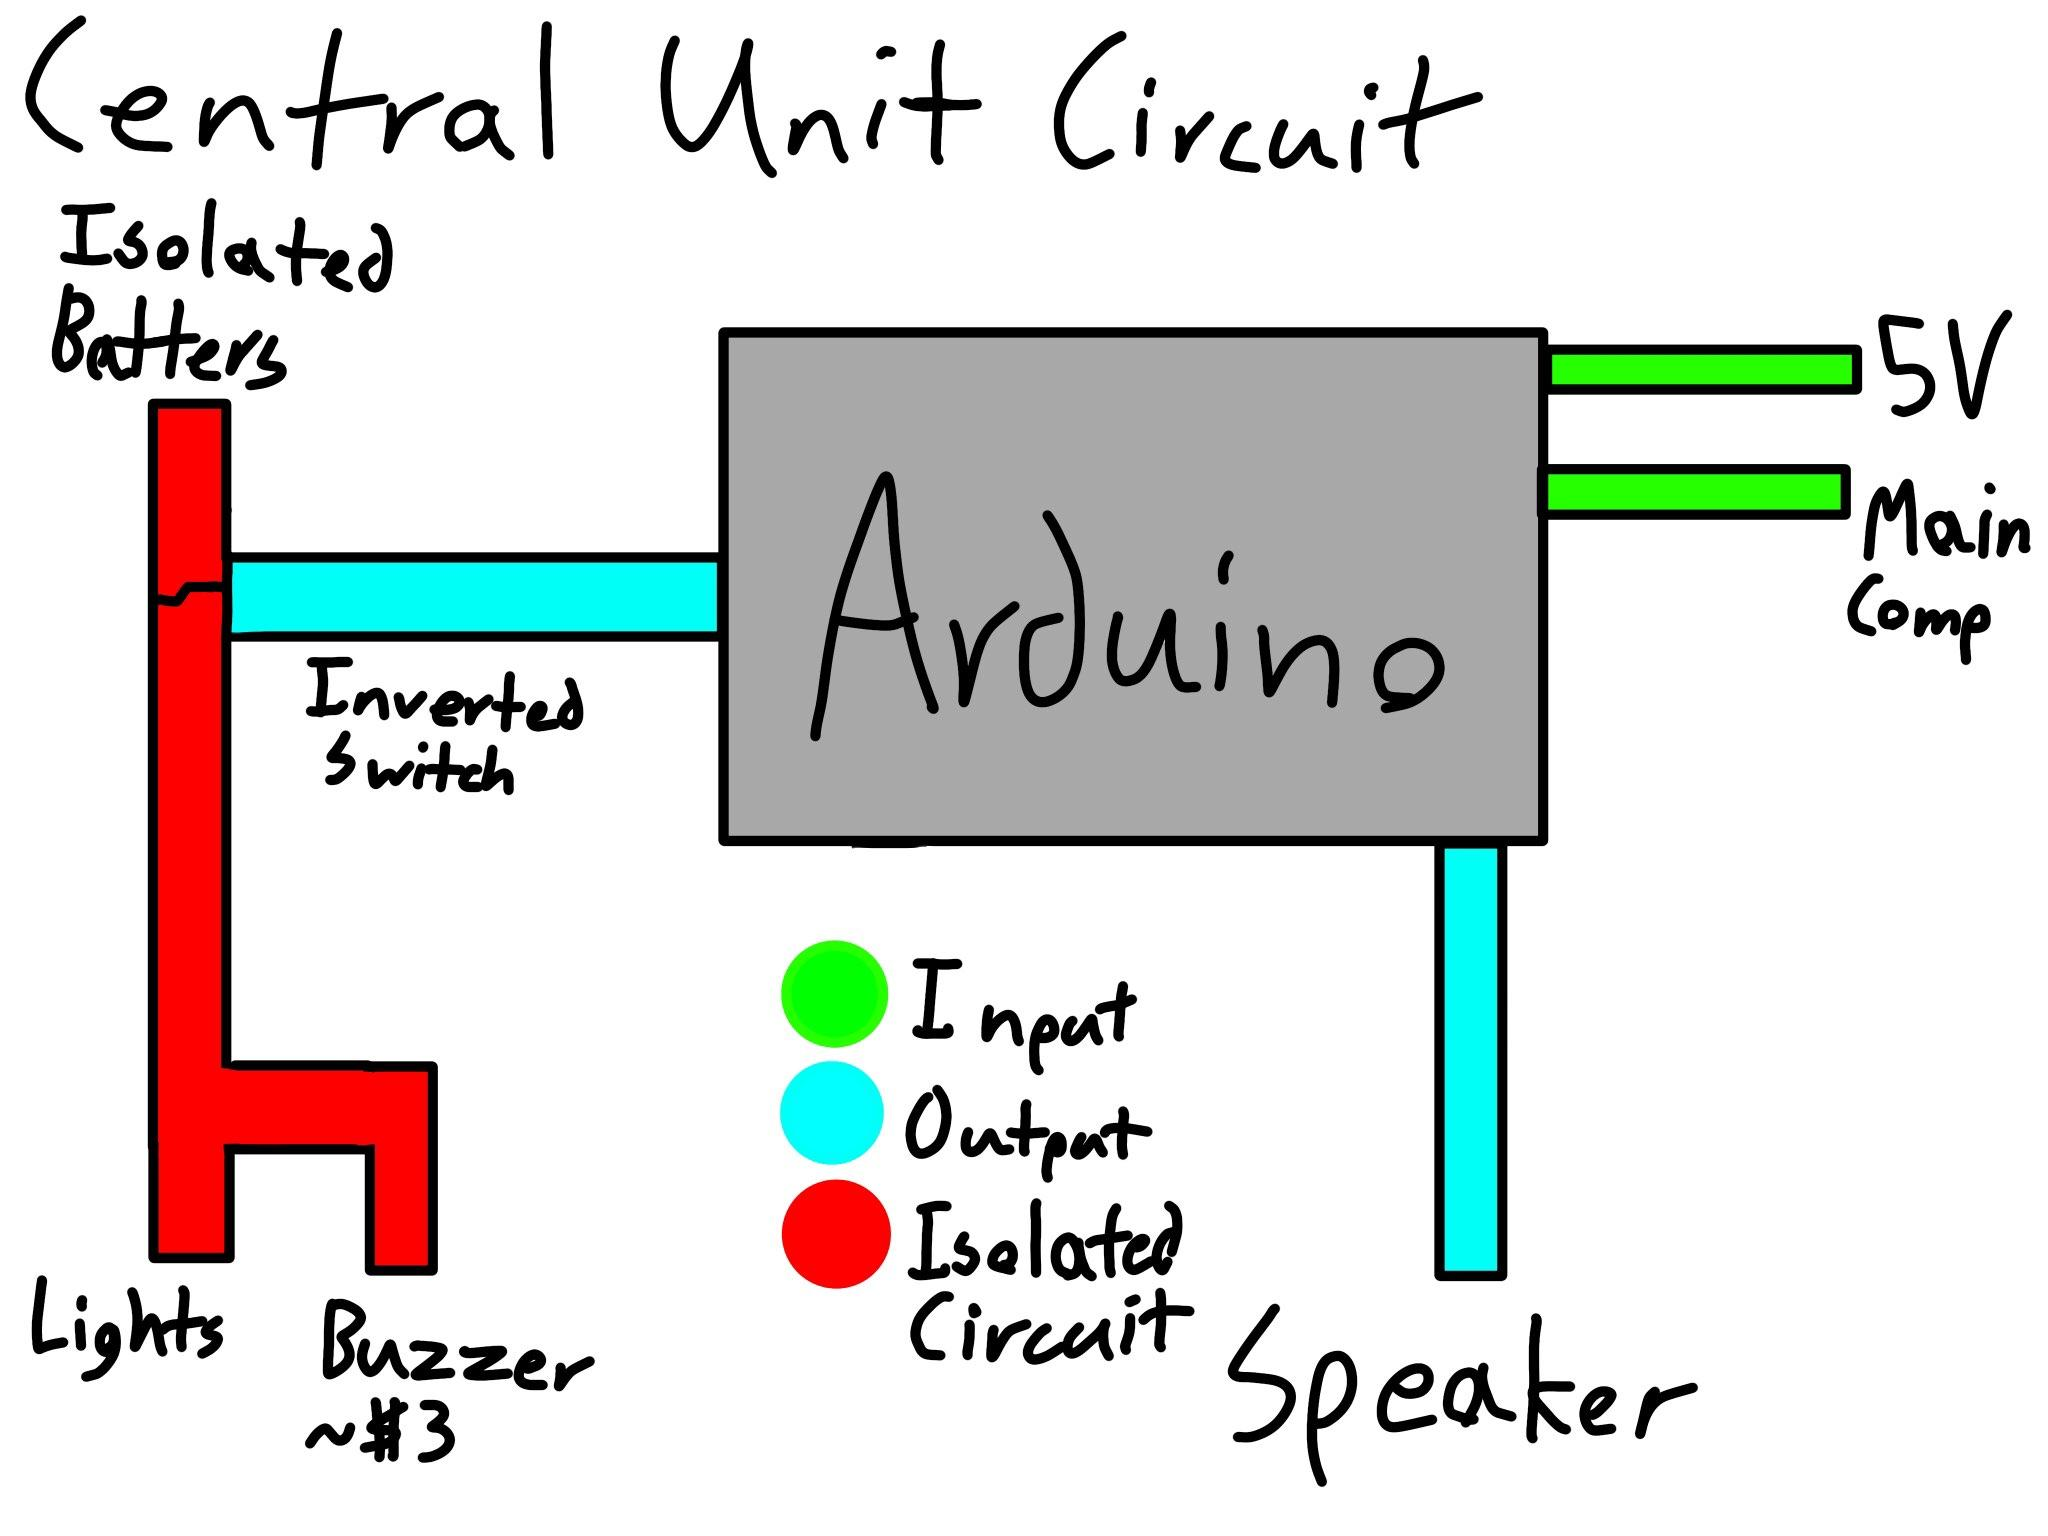 Central Unit Circuit
Isolated
Batters
5V
Main
Comp
Arduino
Inverted
Switch
Input
Output
Isolated
Circuit
Lights
Buzzer
~$3
Speaker